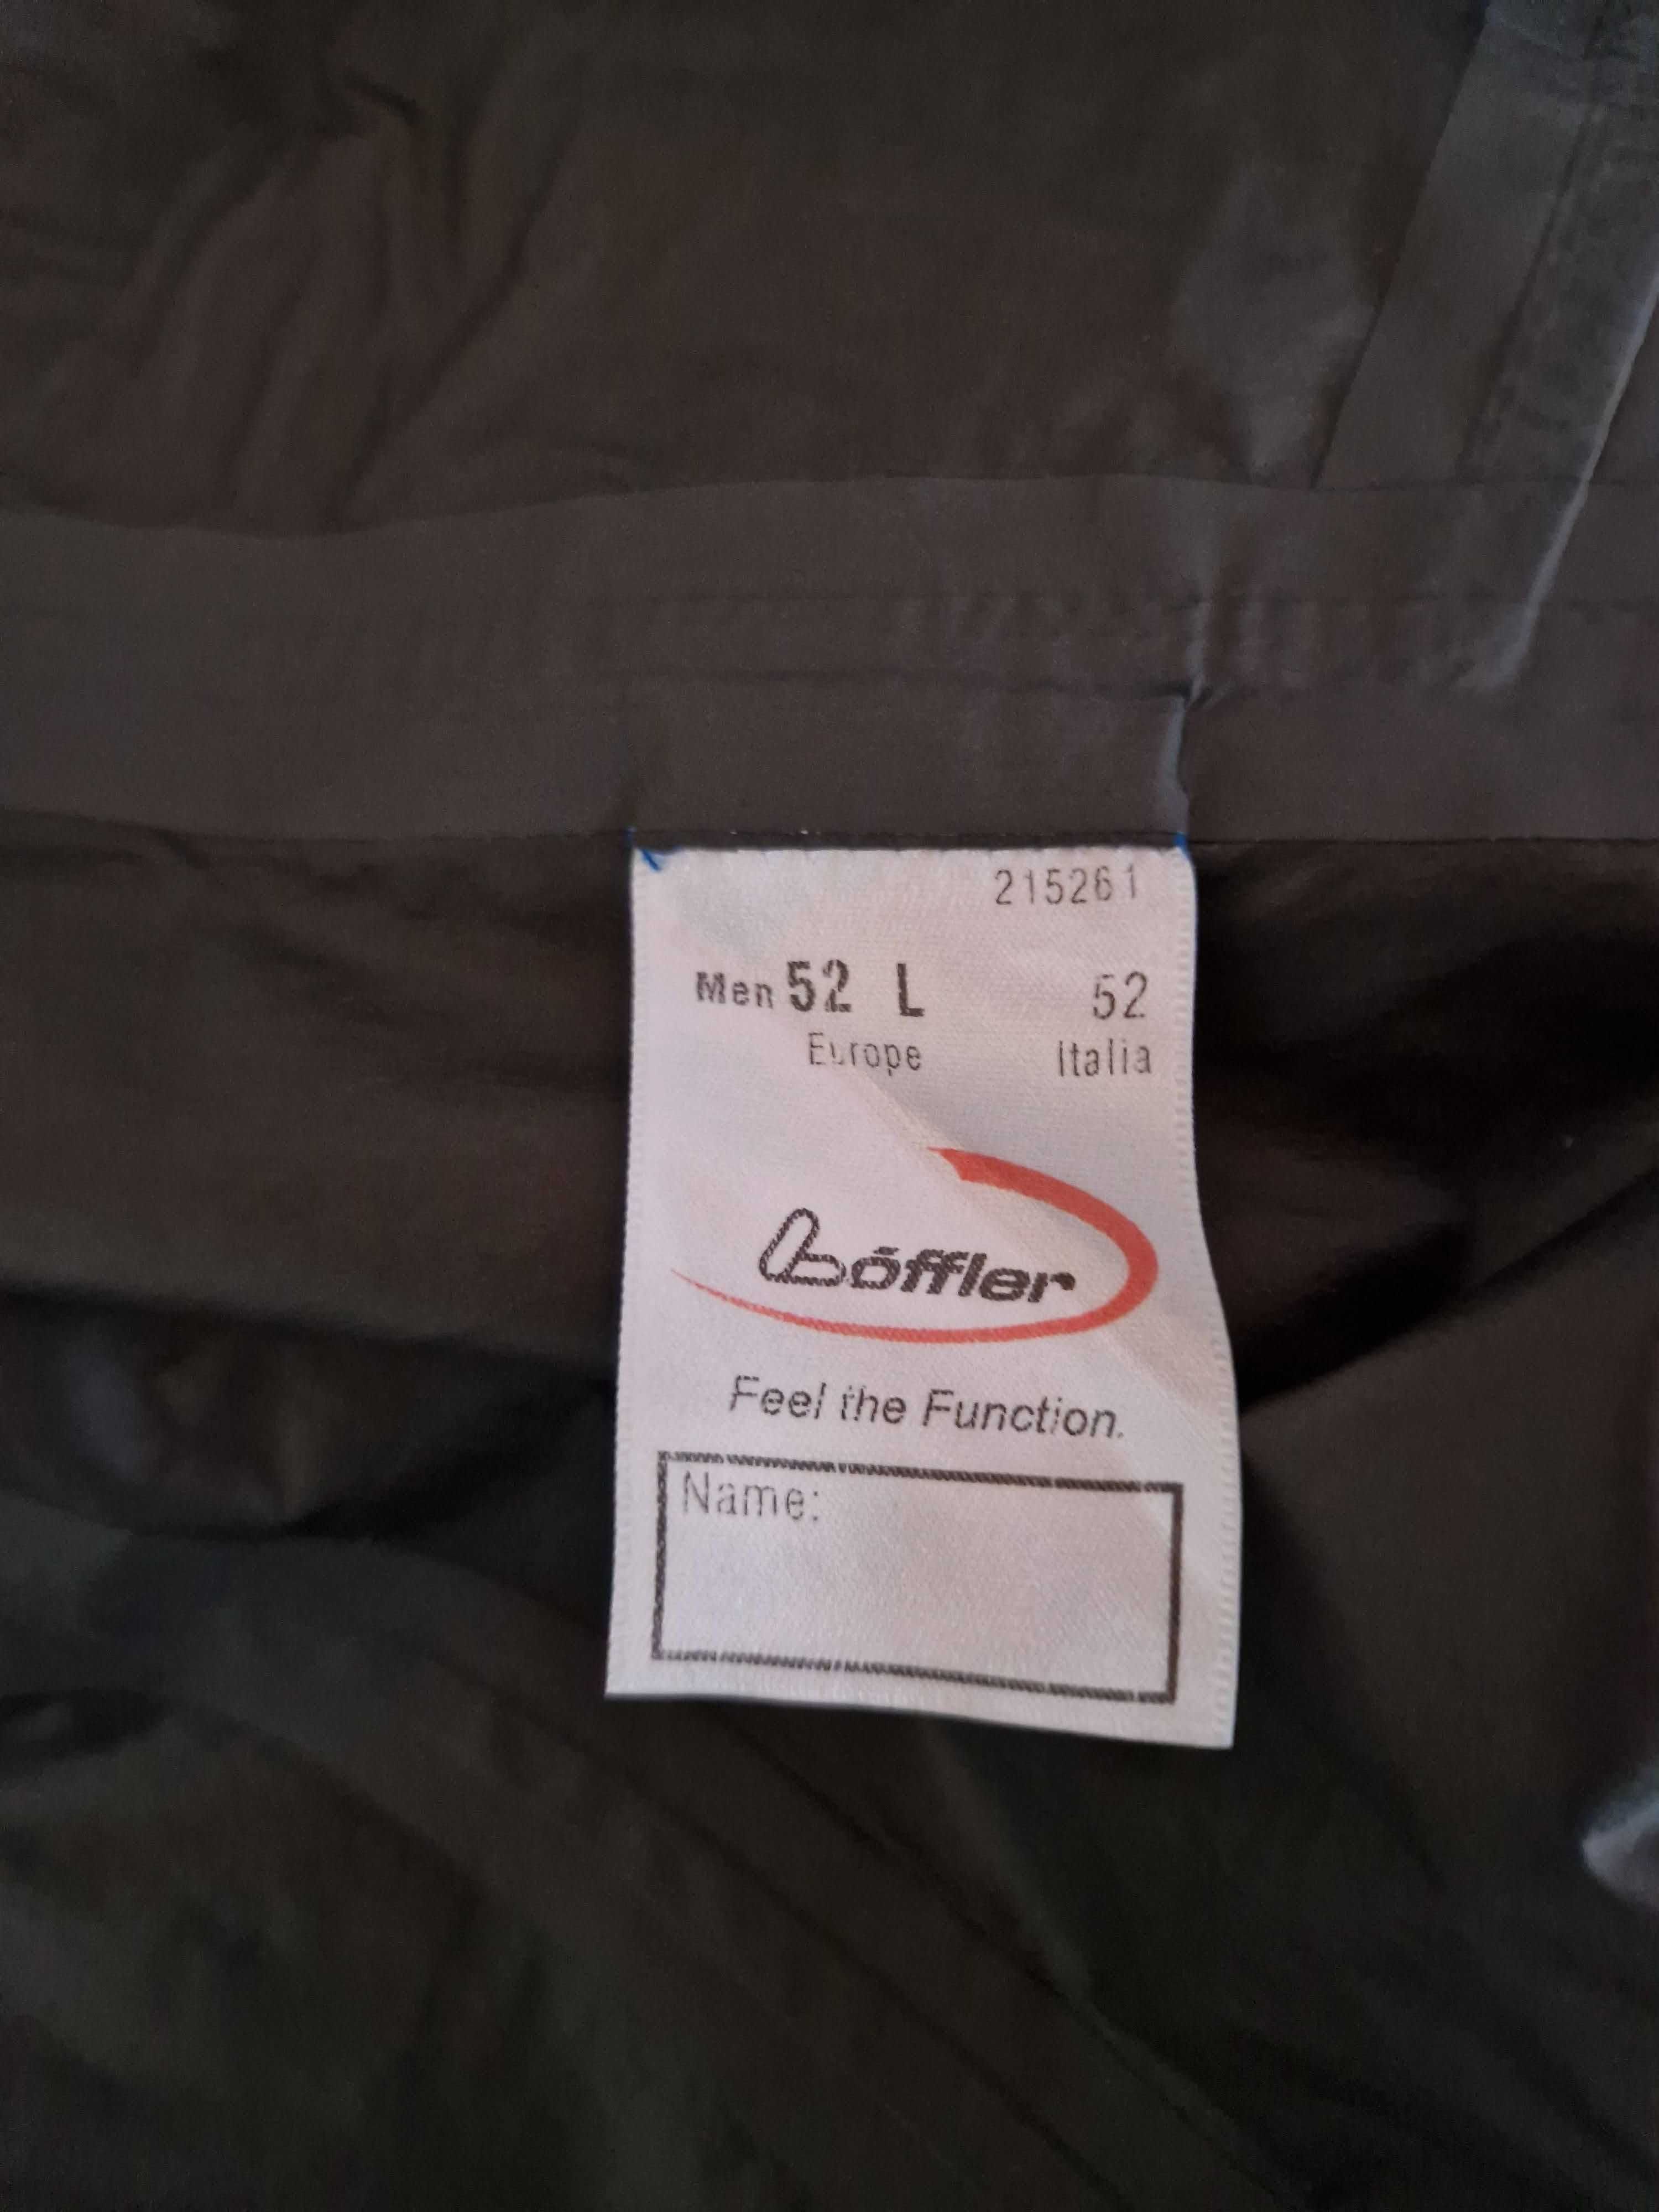 215261
Men 52 L 52
Europe Italia
Löffler
Feel the Function.
Name: